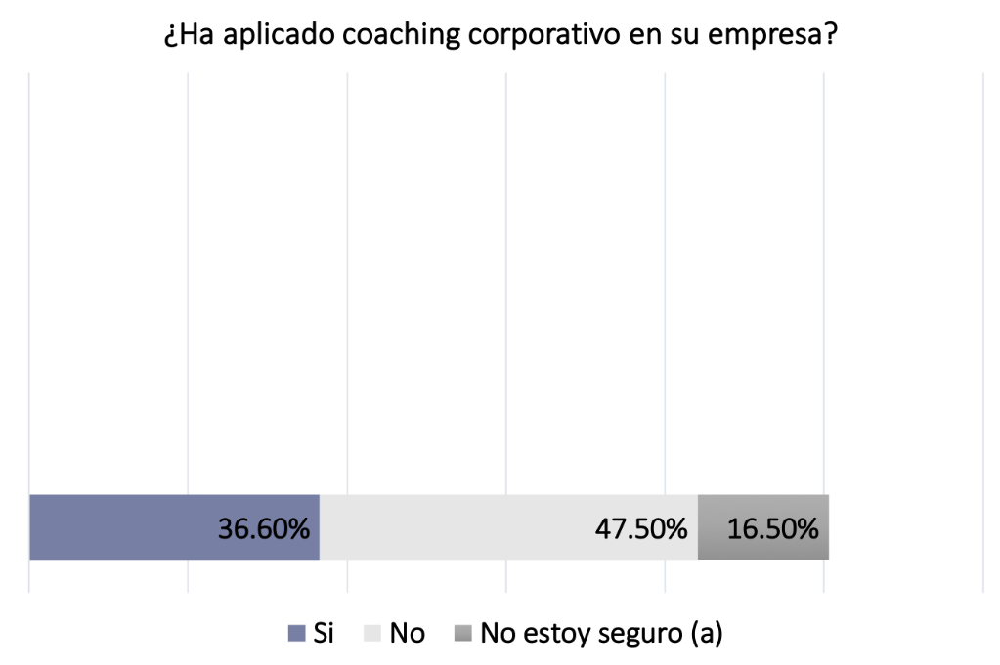 ¿Ha aplicado coaching corporativo en su empresa?
36.60% 47.50% 16.50%
Si No No estoy seguro (a)